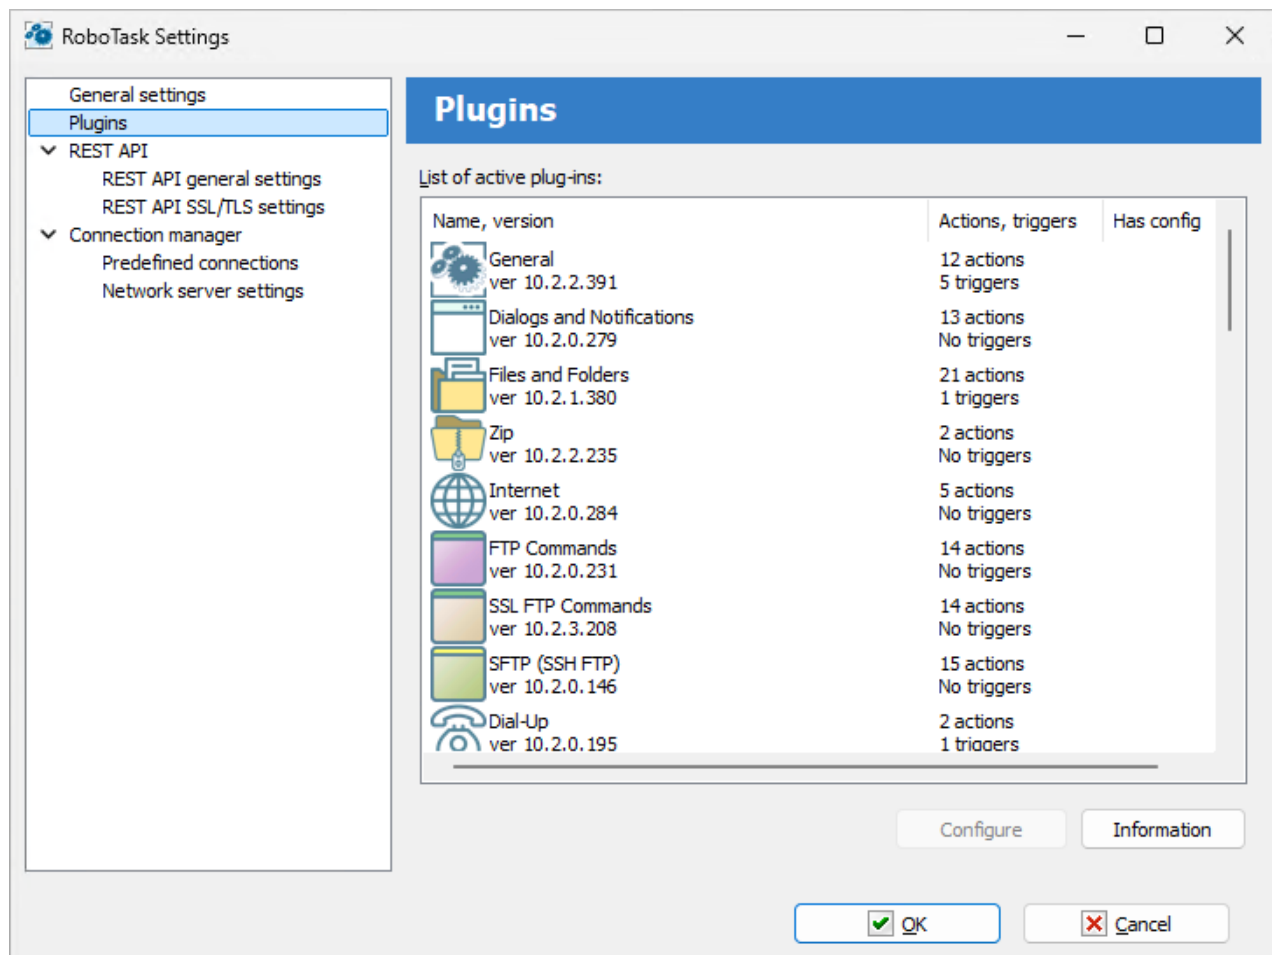 RoboTask Settings
General settings
Plugins
REST API
REST API general settings
REST API SSL/TLS settings
Connection manager
Predefined connections
Network server settings
Plugins
List of active plug-ins:
Name, version Actions, triggers Has config
General 12 actions
ver 10.2.2.391 5 triggers
Dialogs and Notifications 13 actions
ver 10.2.0.279 No triggers
Files and Folders 21 actions
ver 10.2.1.380 1 triggers
Zip 2 actions
ver 10.2.2.235 No triggers
Internet 5 actions
ver 10.2.0.284 No triggers
FTP Commands 14 actions
ver 10.2.0.231 No triggers
SSL FTP Commands 14 actions
ver 10.2.3.208 No triggers
SFTP (SSH FTP) 15 actions
ver 10.2.0.146 No triggers
Dial-Up 2 actions
ver 10.2.0.195 1 triggers
Configure Information
OK Cancel